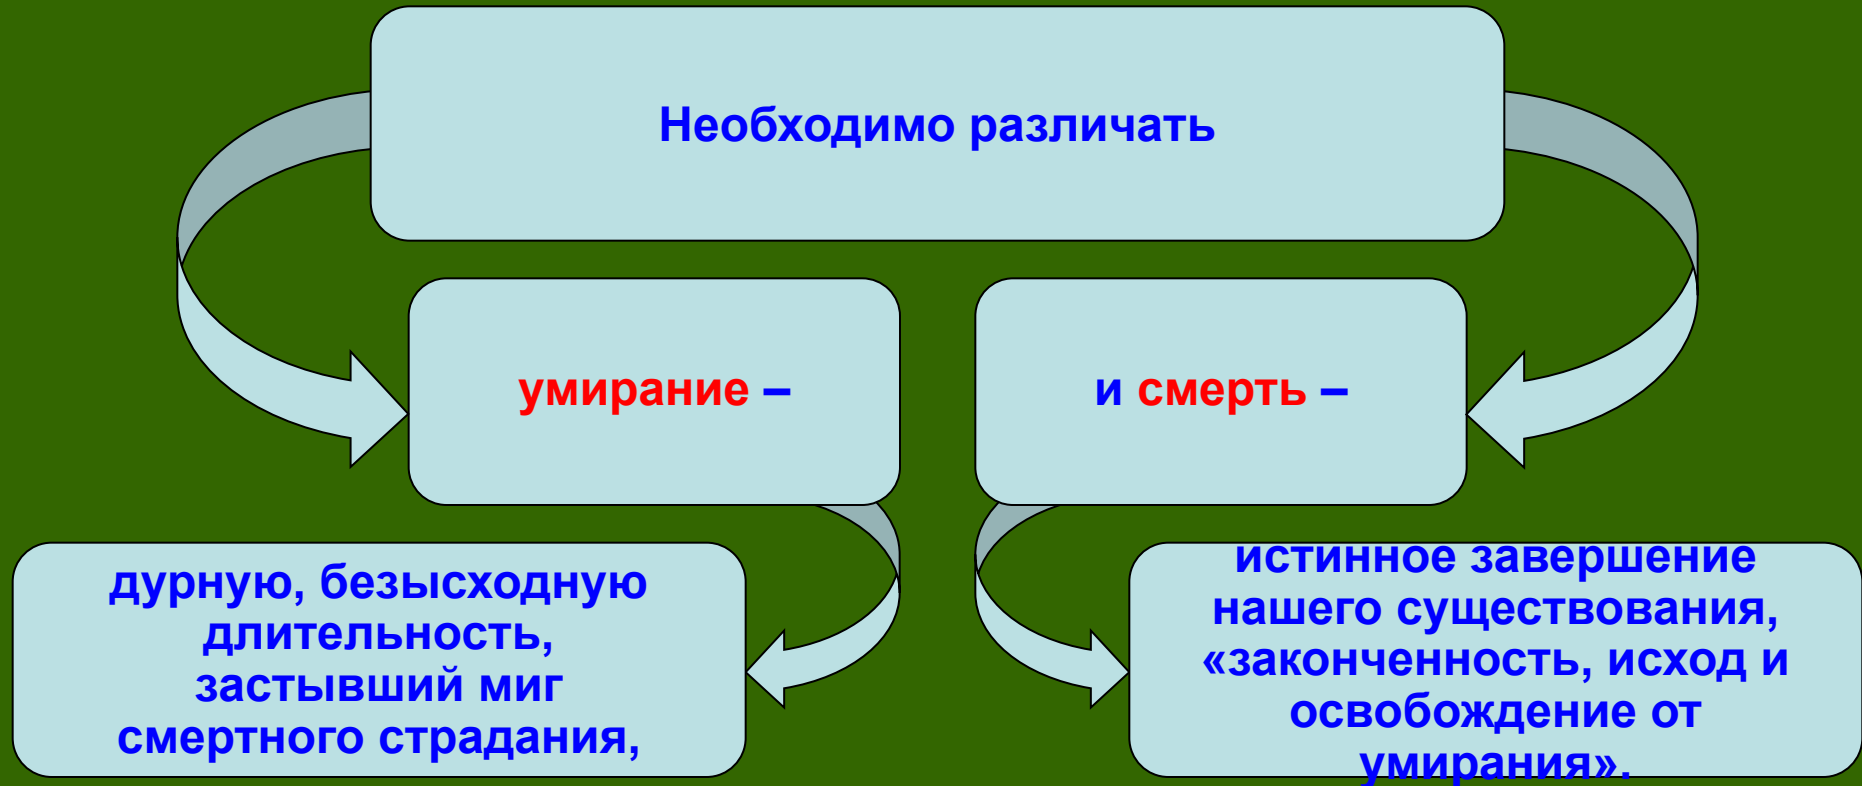 Необходимо различать
умирание –
и смерть –
дурную, безысходную
длительность,
застывший миг
смертного страдания,
истинное завершение
нашего существования,
«законченность, исход и
освобождение от
умирания».